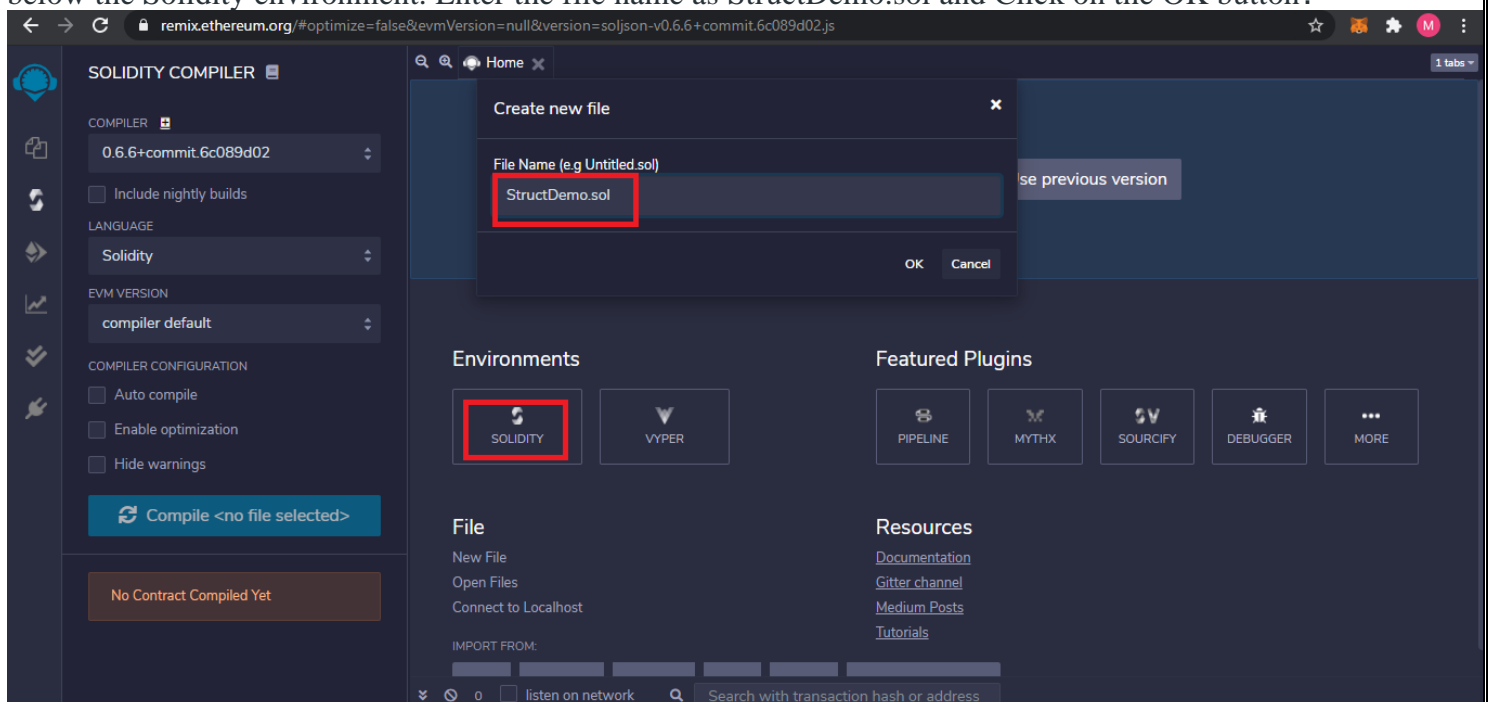 below the Solidity environment. Enter the file name as StructDemo.sol and Click on the OK button?
remix.ethereum.org/#optimize=false&evmVersion=null&version=soljson-v0.6.6+commit.6c089d02.js
M
SOLIDITY COMPILER
Home
1 tabs
COMPILER
0.6.6+commit.6c089d02
Include nightly builds
LANGUAGE
Solidity
EVM VERSION
compiler default
COMPILER CONFIGURATION
Auto compile
Enable optimization
Hide warnings
Compile <no file selected>
No Contract Compiled Yet
Create new file
File Name (e.g Untitled.sol)
StructDemo.sol
OK Cancel
se previous version
Environments
SOLIDITY
VYPER
Featured Plugins
PIPELINE
MYTHX
SOURCIFY
DEBUGGER
MORE
File
New File
Open Files
Connect to Localhost
IMPORT FROM:
Resources
Documentation
Gitter channel
Medium Posts
Tutorials
0 listen on network
Search with transaction hash or address